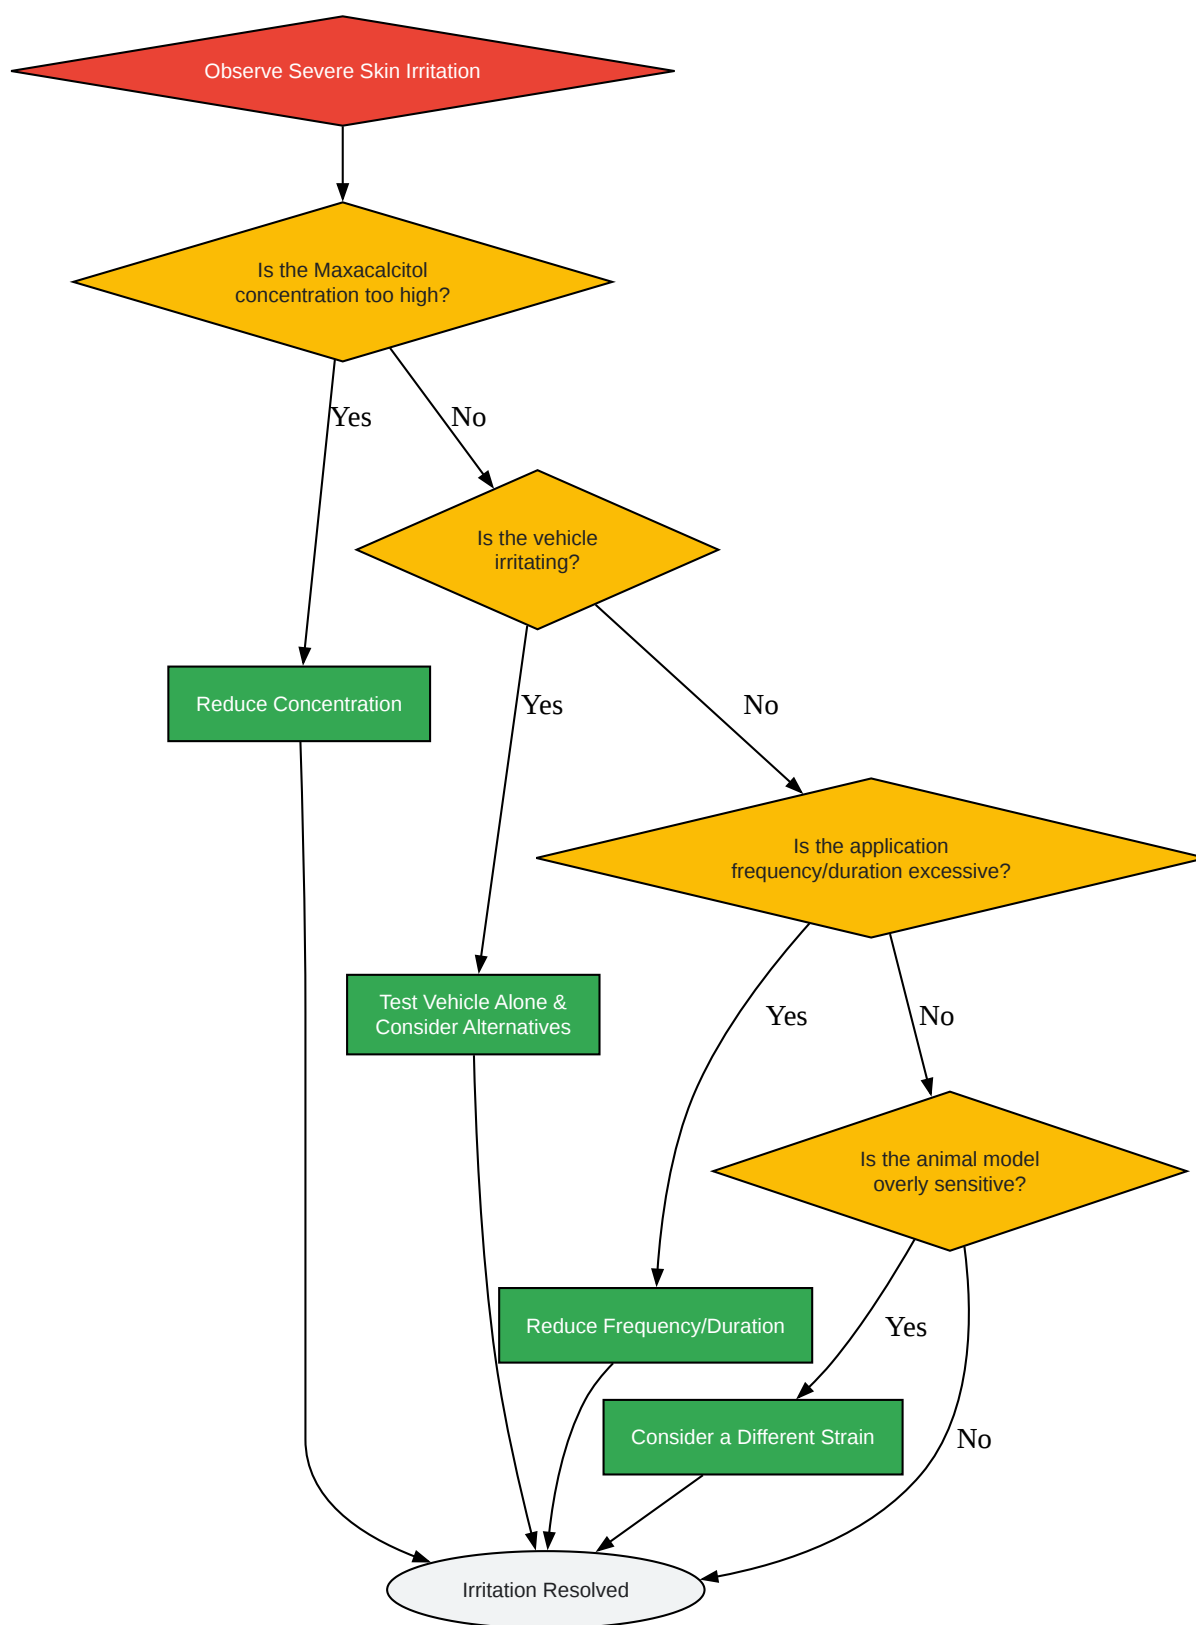 Observe Severe Skin Irritation
Is the Maxacalcitol
concentration too high?
Yes
No
Is the vehicle
irritating?
Reduce Concentration
Yes
No
Is the application
frequency/duration excessive?
Test Vehicle Alone &
Consider Alternatives
Yes
No
Is the animal model
overly sensitive?
Reduce Frequency/Duration
Yes
Consider a Different Strain
No
Irritation Resolved